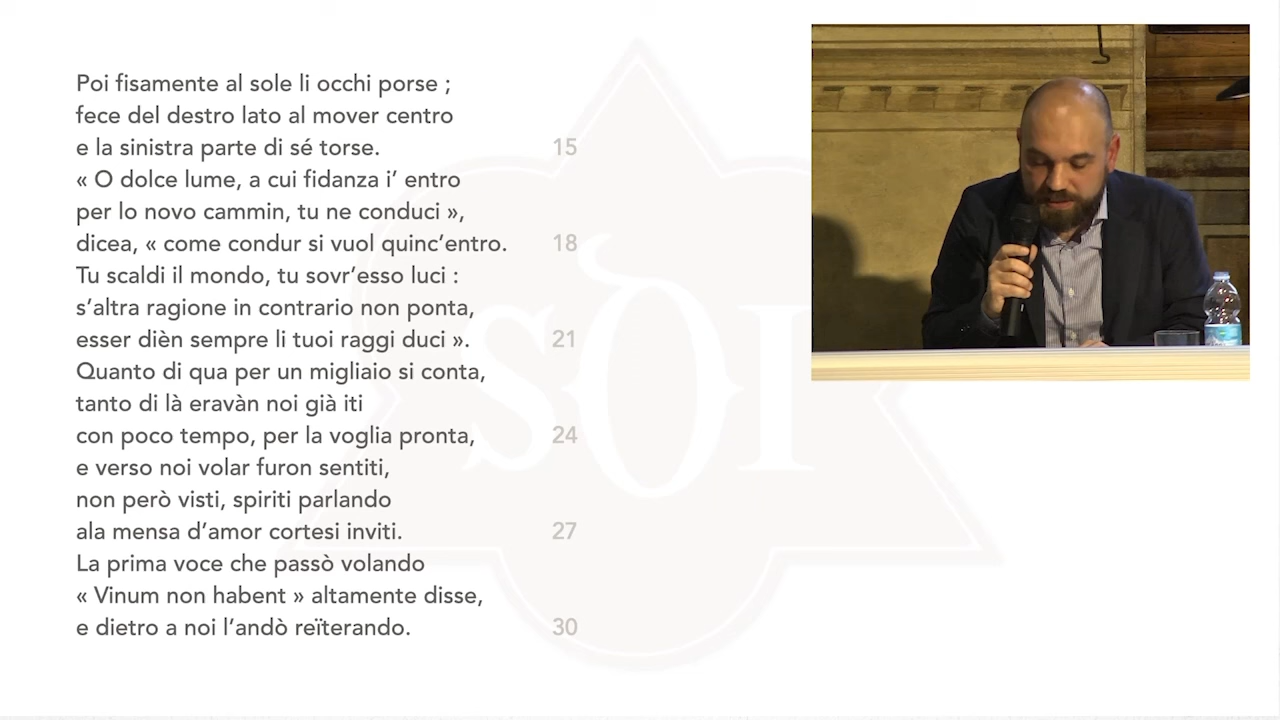 Poi fisamente al sole li occhi porse ;
fece del destro lato al mover centro
e la sinistra parte di sé torse. 15
« O dolce lume, a cui fidanza i’ entro
per lo novo cammin, tu ne conduci »,
dicea, « come condur si vuol quinc’entro. 18
Tu scaldi il mondo, tu sovr’esso luci :
s’altra ragione in contrario non ponta,
esser dièn sempre li tuoi raggi duci ». 21
Quanto di qua per un migliaio si conta,
tanto di là eravàn noi già iti
con poco tempo, per la voglia pronta, 24
e verso noi volar furon sentiti,
non però visti, spiriti parlando
ala mensa d’amor cortesi inviti. 27
La prima voce che passò volando
« Vinum non habent » altamente disse,
e dietro a noi l’andò reïterando. 30
SÒI